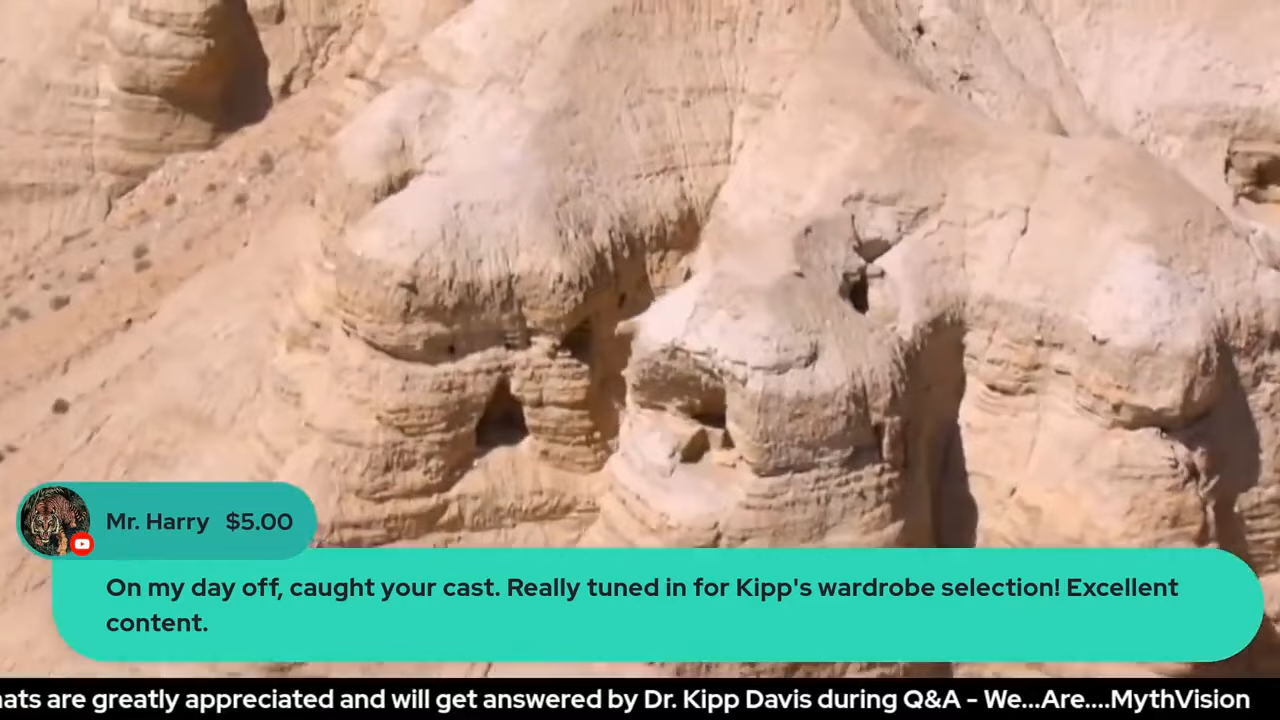 Mr. Harry $5.00
On my day off, caught your cast. Really tuned in for Kipp's wardrobe selection! Excellent
content.
are greatly appreciated and will get answered by Dr. Kipp Davis during Q&A - We...Are....MythVision